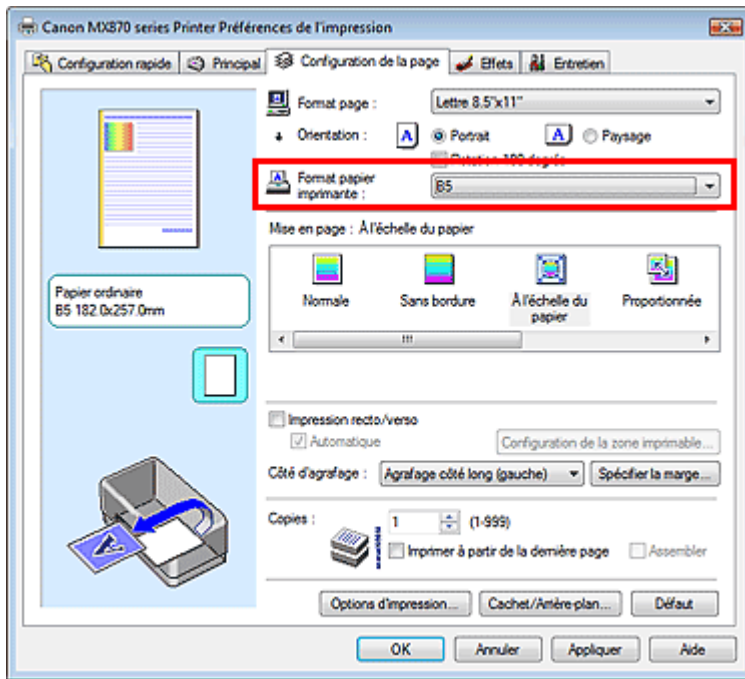 Canon MX870 series Printer Préférences de l'impression
Configuration rapide Principal Configuration de la page Effets Entretien
Format page : Lettre 8.5"x11"
Orientation : A Portrait A Paysage
Rotation 180 degrés
Format papier
imprimante : B5
Mise en page : À l'échelle du papier
Normale Sans bordure À l'échelle du
papier Proportionnée
Papier ordinaire
B5 182.0x257.0mm
Impression recto/verso
Automatique Configuration de la zone imprimable...
Côté d'agrafage : Agrafage côté long (gauche) Spécifier la marge...
Copies : 1 (1-999)
Imprimer à partir de la dernière page Assembler
Options d'impression... Cachet/Arrière-plan... Défaut
OK Annuler Appliquer Aide